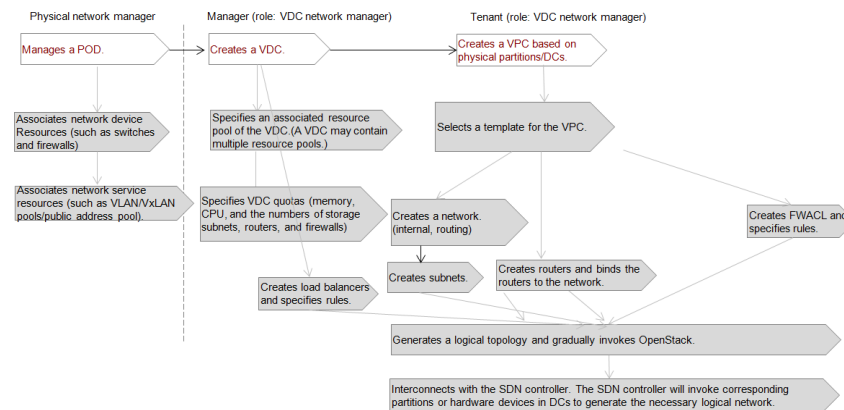 Physical network manager
Manager (role: VDC network manager)
Tenant (role: VDC network manager)
Manages a POD.
Creates a VDC.
Creates a VPC based on
physical partitions/DCs.
Associates network device
Resources (such as switches
and firewalls)
Specifies an associated resource
pool of the VDC.(A VDC may contain
multiple resource pools.)
Selects a template for the VPC.
Associates network service
resources (such as VLAN/VxLAN
pools/public address pool).
Specifies VDC quotas (memory,
CPU, and the numbers of storage
subnets, routers, and firewalls)
Creates a network.
(internal, routing)
Creates FWACL and
specifies rules.
Creates load balancers
and specifies rules.
Creates subnets.
Creates routers and binds the
routers to the network.
Generates a logical topology and gradually invokes OpenStack.
Interconnects with the SDN controller. The SDN controller will invoke corresponding
partitions or hardware devices in DCs to generate the necessary logical network.